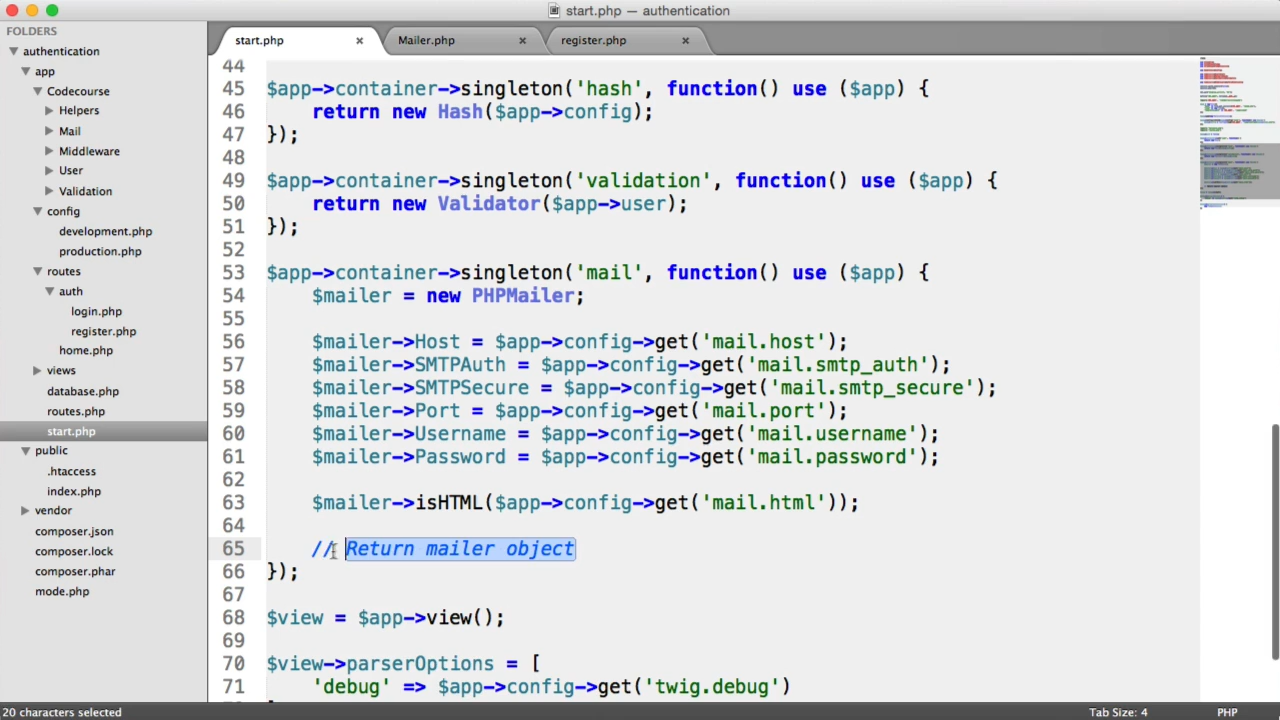 start.php — authentication
FOLDERS
authentication
app
Codecourse
Helpers
Mail
Middleware
User
Validation
config
development.php
production.php
routes
auth
login.php
register.php
home.php
views
database.php
routes.php
start.php
public
.htaccess
index.php
vendor
composer.json
composer.lock
composer.phar
mode.php
start.php × Mailer.php × register.php ×
44
45 $app->container->singleton('hash', function() use ($app) {
46     return new Hash($app->config);
47 });
48
49 $app->container->singleton('validation', function() use ($app) {
50     return new Validator($app->user);
51 });
52
53 $app->container->singleton('mail', function() use ($app) {
54     $mailer = new PHPMailer;
55
56     $mailer->Host = $app->config->get('mail.host');
57     $mailer->SMTPAuth = $app->config->get('mail.smtp_auth');
58     $mailer->SMTPSecure = $app->config->get('mail.smtp_secure');
59     $mailer->Port = $app->config->get('mail.port');
60     $mailer->Username = $app->config->get('mail.username');
61     $mailer->Password = $app->config->get('mail.password');
62
63     $mailer->isHTML($app->config->get('mail.html'));
64
65     // Return mailer object
66 });
67
68 $view = $app->view();
69
70 $view->parserOptions = [
71     'debug' => $app->config->get('twig.debug')
20 characters selected
Tab Size: 4
PHP